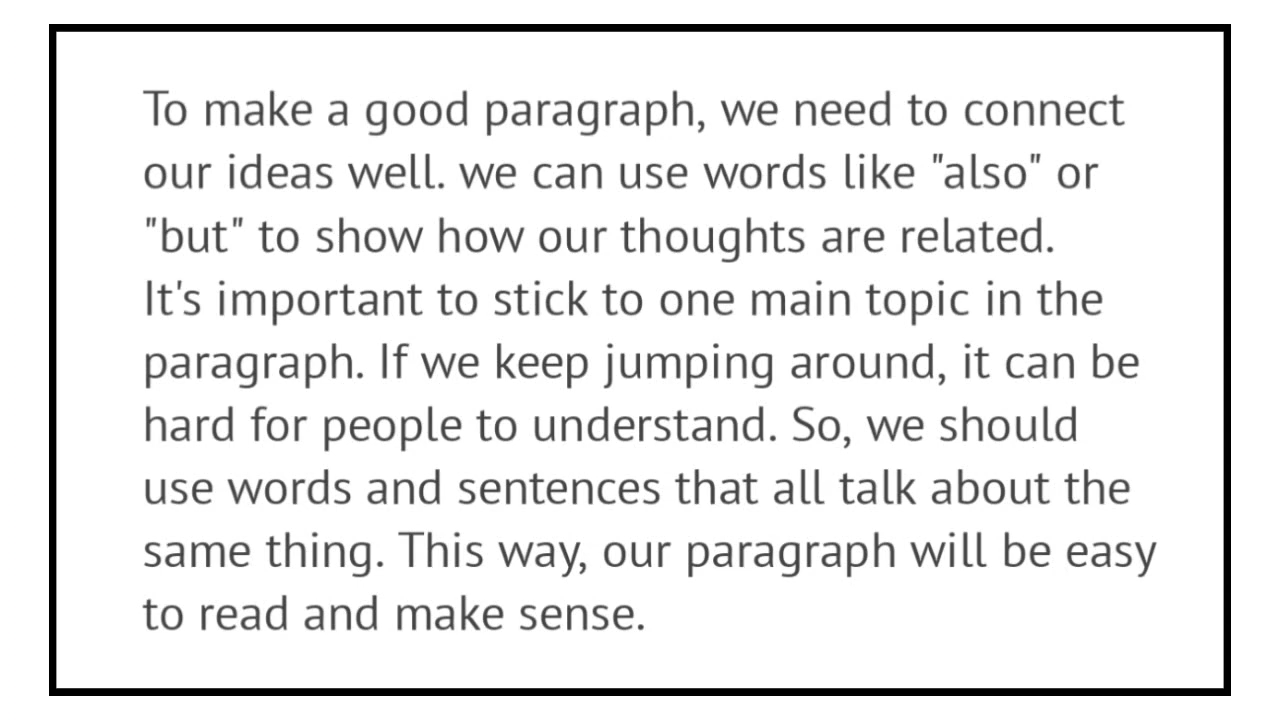 To make a good paragraph, we need to connect
our ideas well. we can use words like "also" or
"but" to show how our thoughts are related.
It's important to stick to one main topic in the
paragraph. If we keep jumping around, it can be
hard for people to understand. So, we should
use words and sentences that all talk about the
same thing. This way, our paragraph will be easy
to read and make sense.